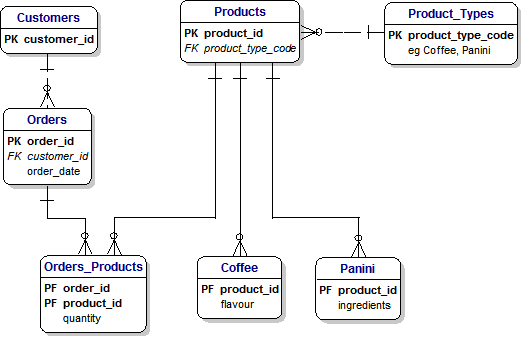 Customers
PK customer_id
Products
PK product_id
FK product_type_code
Product_Types
PK product_type_code
eg Coffee, Panini
Orders
PK order_id
FK customer_id
order_date
Orders_Products
PF order_id
PF product_id
quantity
Coffee
PF product_id
flavour
Panini
PF product_id
ingredients